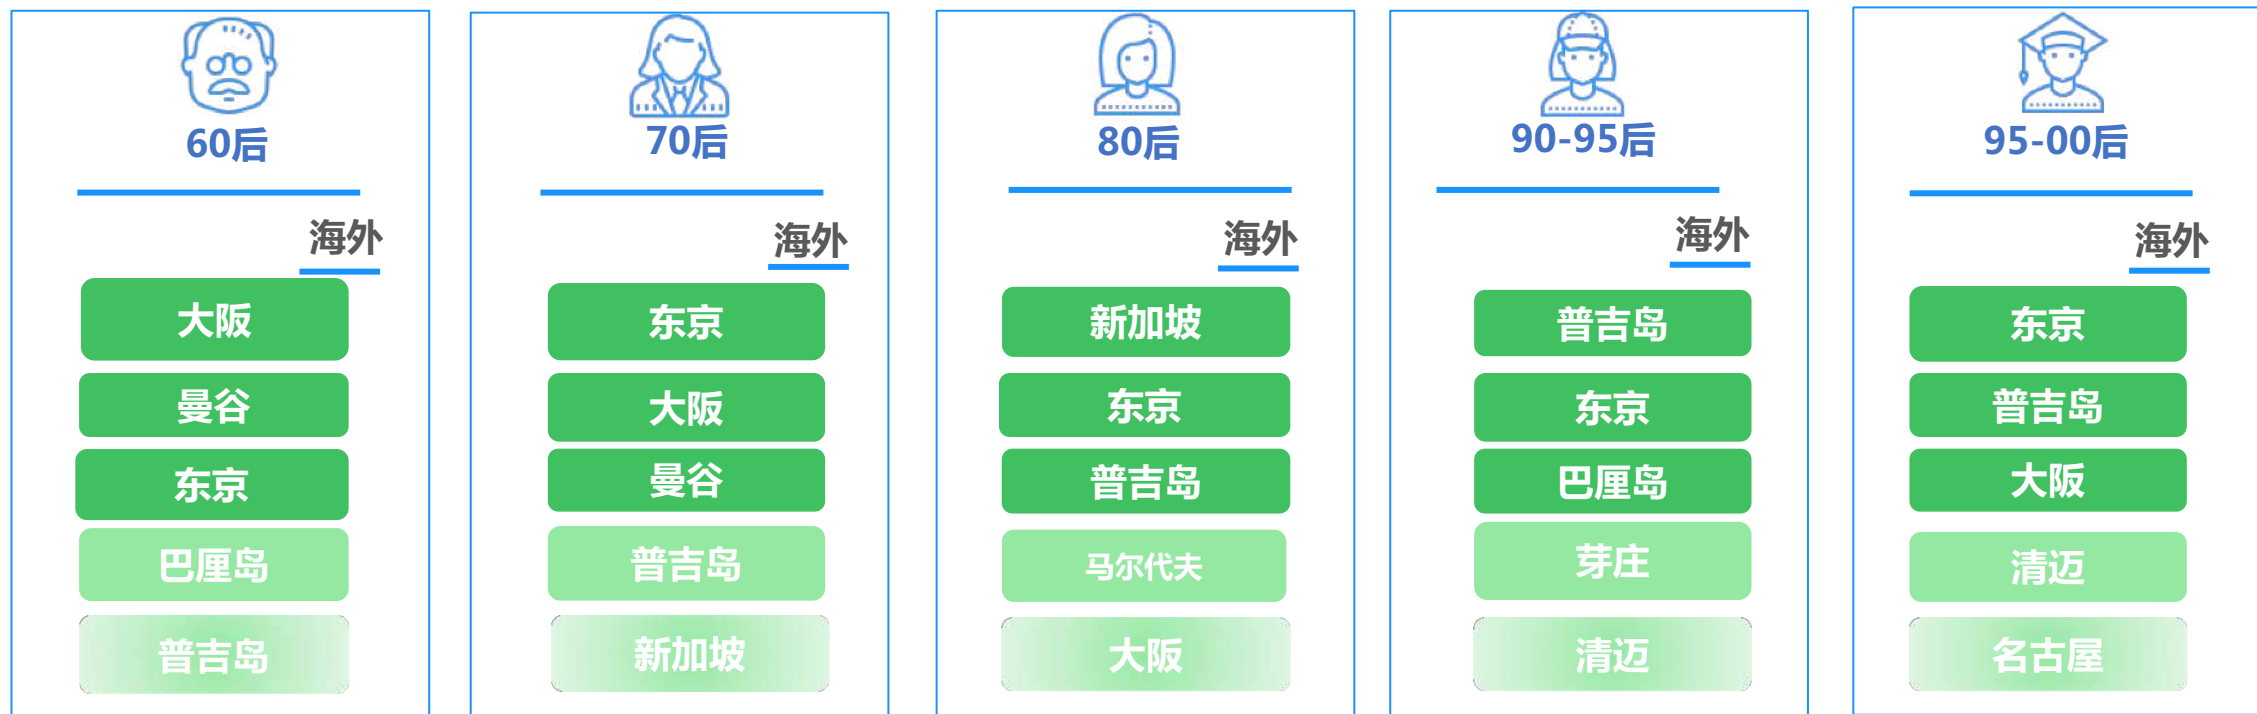 60后
海外
大阪
曼谷
东京
巴厘岛
普吉岛
70后
海外
东京
大阪
曼谷
普吉岛
新加坡
80后
海外
新加坡
东京
普吉岛
马尔代夫
大阪
90-95后
海外
普吉岛
东京
巴厘岛
芽庄
清迈
95-00后
海外
东京
普吉岛
大阪
清迈
名古屋